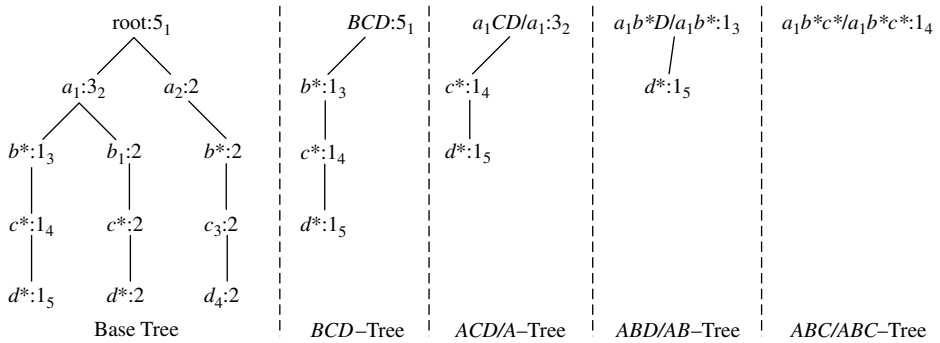 root:5₁ BCD:5₁ a₁CD/a₁:3₂ a₁b*D/a₁b*:1₃ a₁b*c*/a₁b*c*:1₄
a₁:3₂ a₂:2 b*:1₃ c*:1₄ d*:1₅
b*:1₃ b₁:2 b*:2 c*:1₄ d*:1₅
c*:1₄ c*:2 c₃:2 d*:1₅
d*:1₅ d*:2 d₄:2
Base Tree BCD–Tree ACD/A–Tree ABD/AB–Tree ABC/ABC–Tree